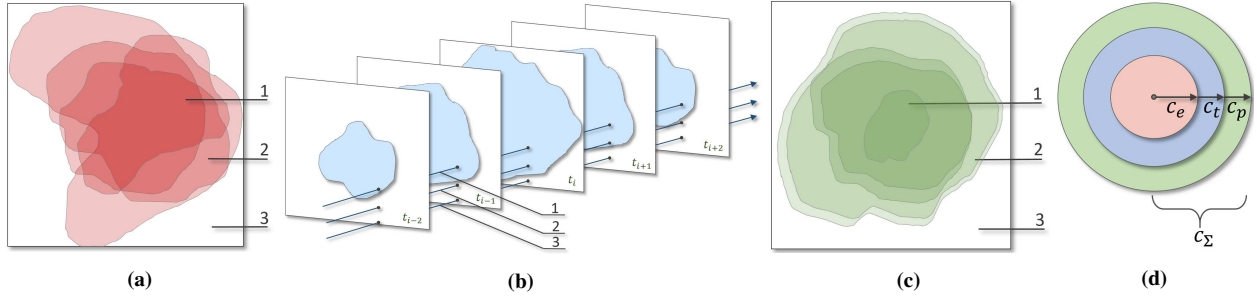 1
2
3
(a)
t_{i-2}
t_{i-1}
t_i
t_{i+1}
t_{i+2}
1
2
3
(b)
1
2
3
(c)
c_e c_t c_p
c_Σ
(d)